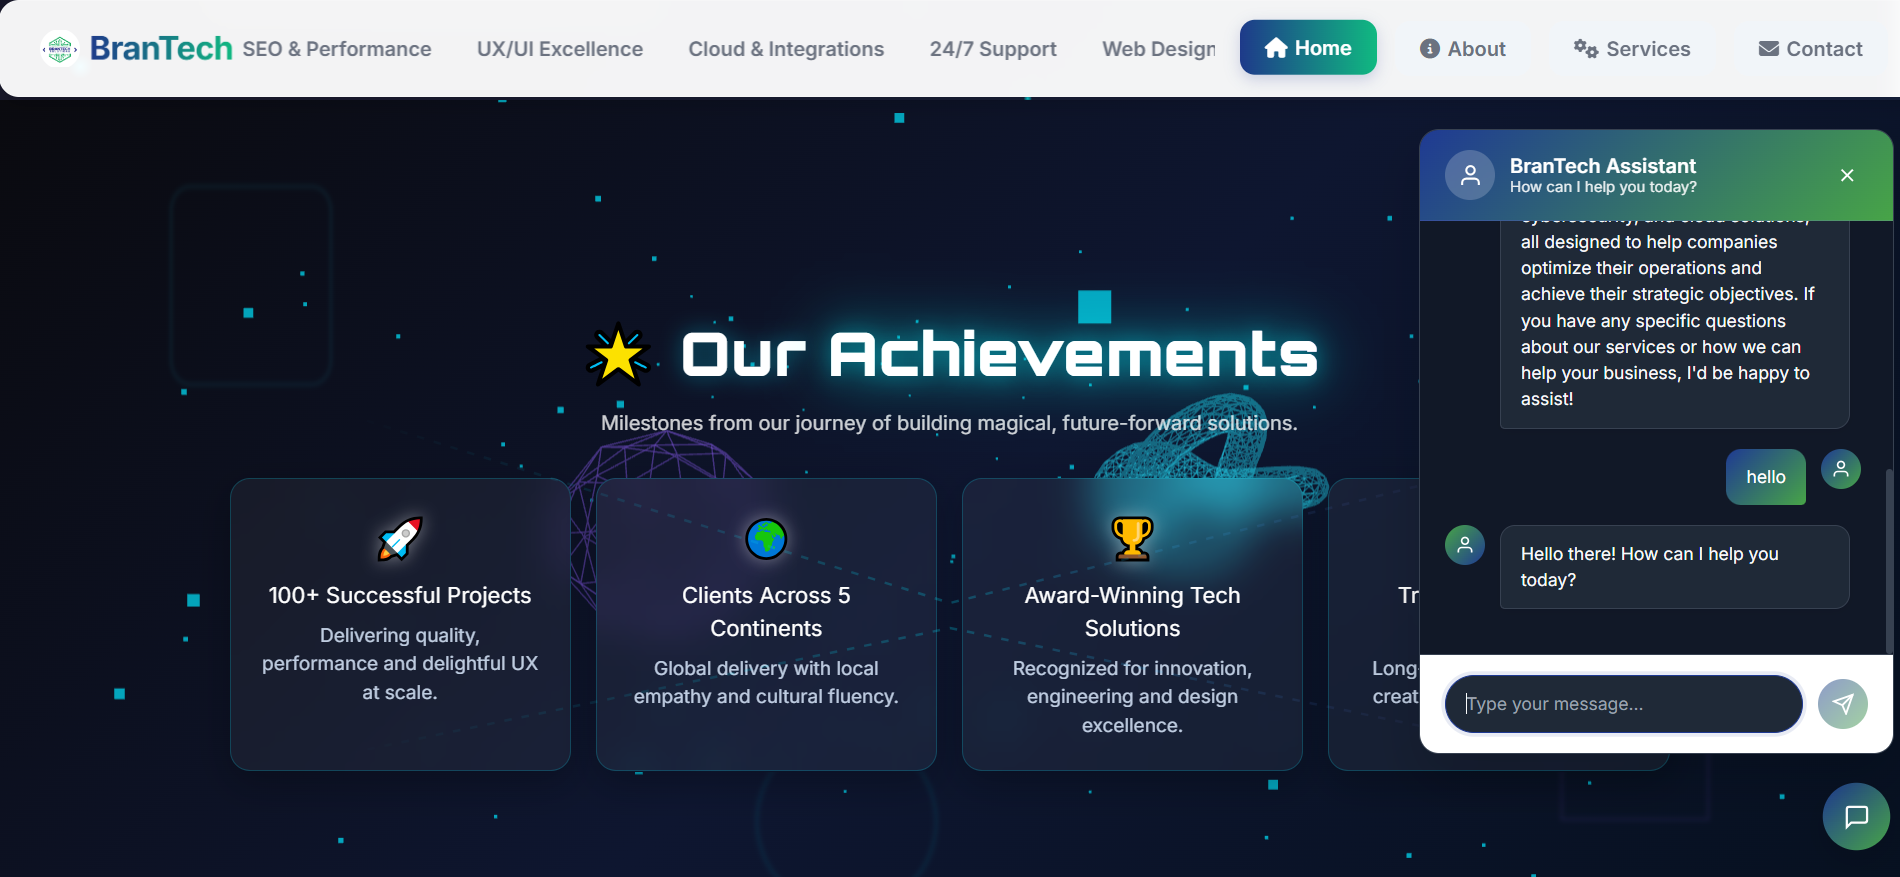 BranTech
SEO & Performance
UX/UI Excellence
Cloud & Integrations
24/7 Support
Web Design
Home
About
Services
Contact
Our Achievements
Milestones from our journey of building magical, future-forward solutions.
100+ Successful Projects
Delivering quality,
performance and delightful UX
at scale.
Clients Across 5
Continents
Global delivery with local
empathy and cultural fluency.
Award-Winning Tech
Solutions
Recognized for innovation,
engineering and design
excellence.
Tr
Long-
creat
BranTech Assistant
How can I help you today?
cybersecurity, and cloud solutions,
all designed to help companies
optimize their operations and
achieve their strategic objectives. If
you have any specific questions
about our services or how we can
help your business, I'd be happy to
assist!
hello
Hello there! How can I help you
today?
Type your message...